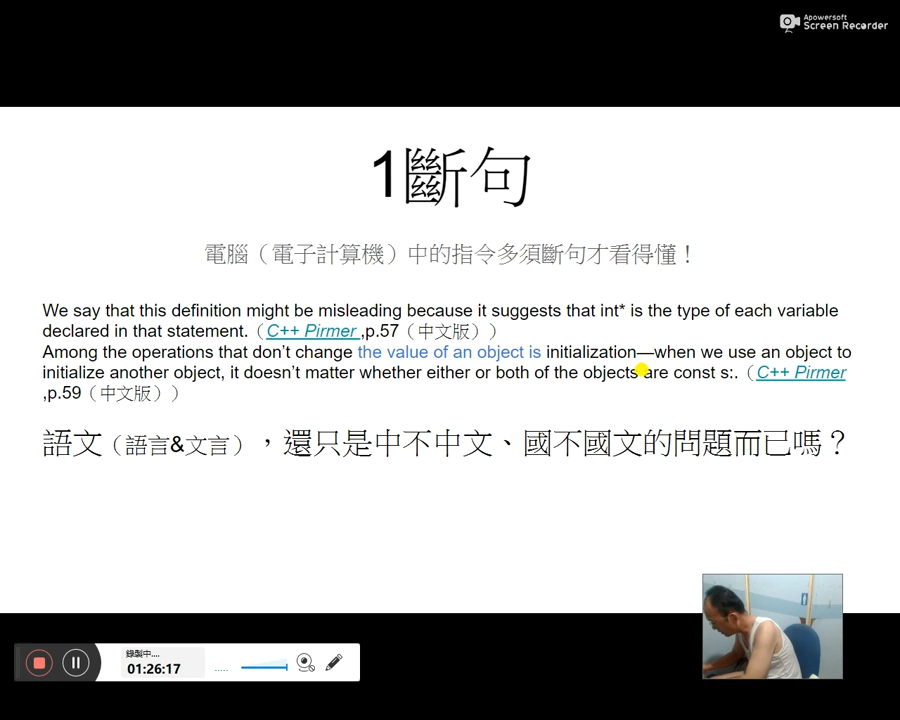 Apowersoft
Screen Recorder
1斷句
電腦（電子計算機）中的指令多須斷句才看得懂！
We say that this definition might be misleading because it suggests that int* is the type of each variable
declared in that statement.（C++ Pirmer ,p.57（中文版））
Among the operations that don’t change the value of an object is initialization—when we use an object to
initialize another object, it doesn’t matter whether either or both of the objects are const s:.（C++ Pirmer
,p.59（中文版））
語文（語言&文言），還只是中不中文、國不國文的問題而已嗎？
錄製中....
01:26:17